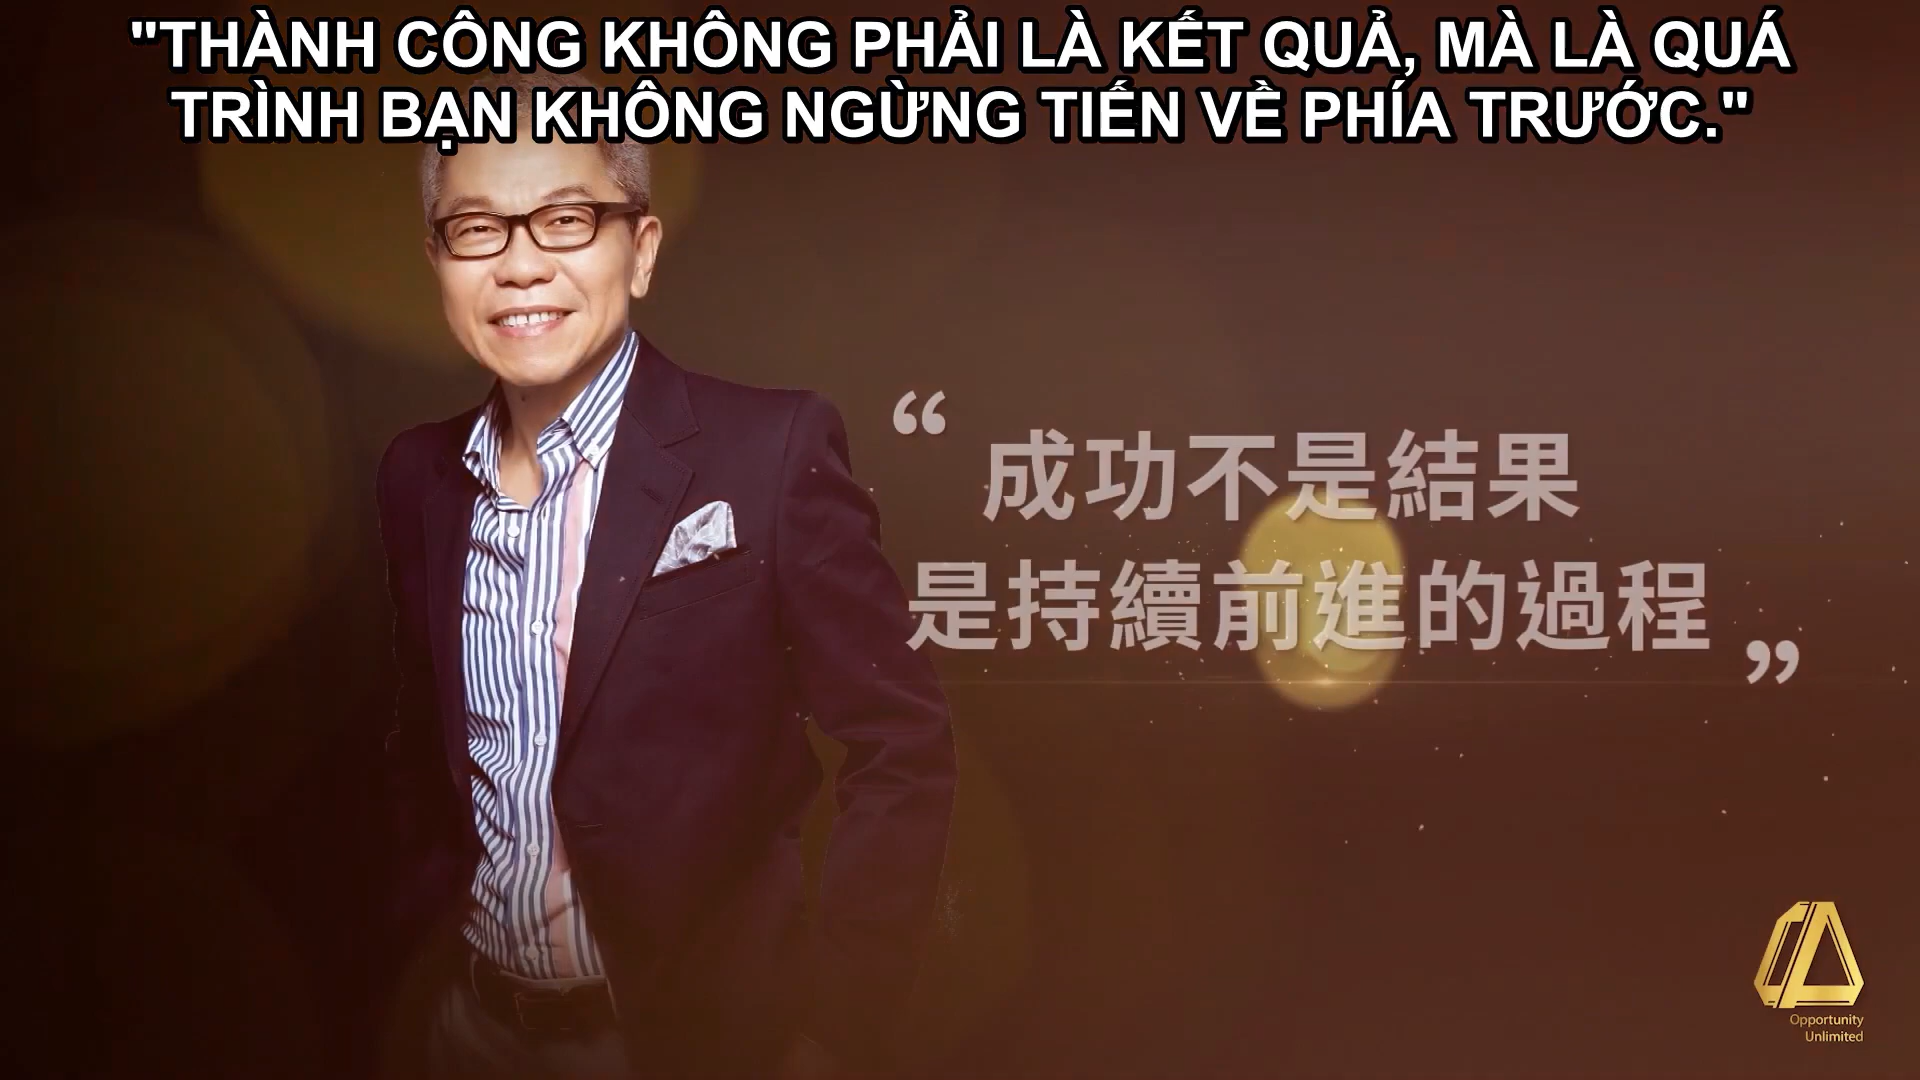 "THÀNH CÔNG KHÔNG PHẢI LÀ KẾT QUẢ, MÀ LÀ QUÁ
TRÌNH BẠN KHÔNG NGỪNG TIẾN VỀ PHÍA TRƯỚC."
“ 成功不是結果
是持續前進的過程 ”
Opportunity
Unlimited